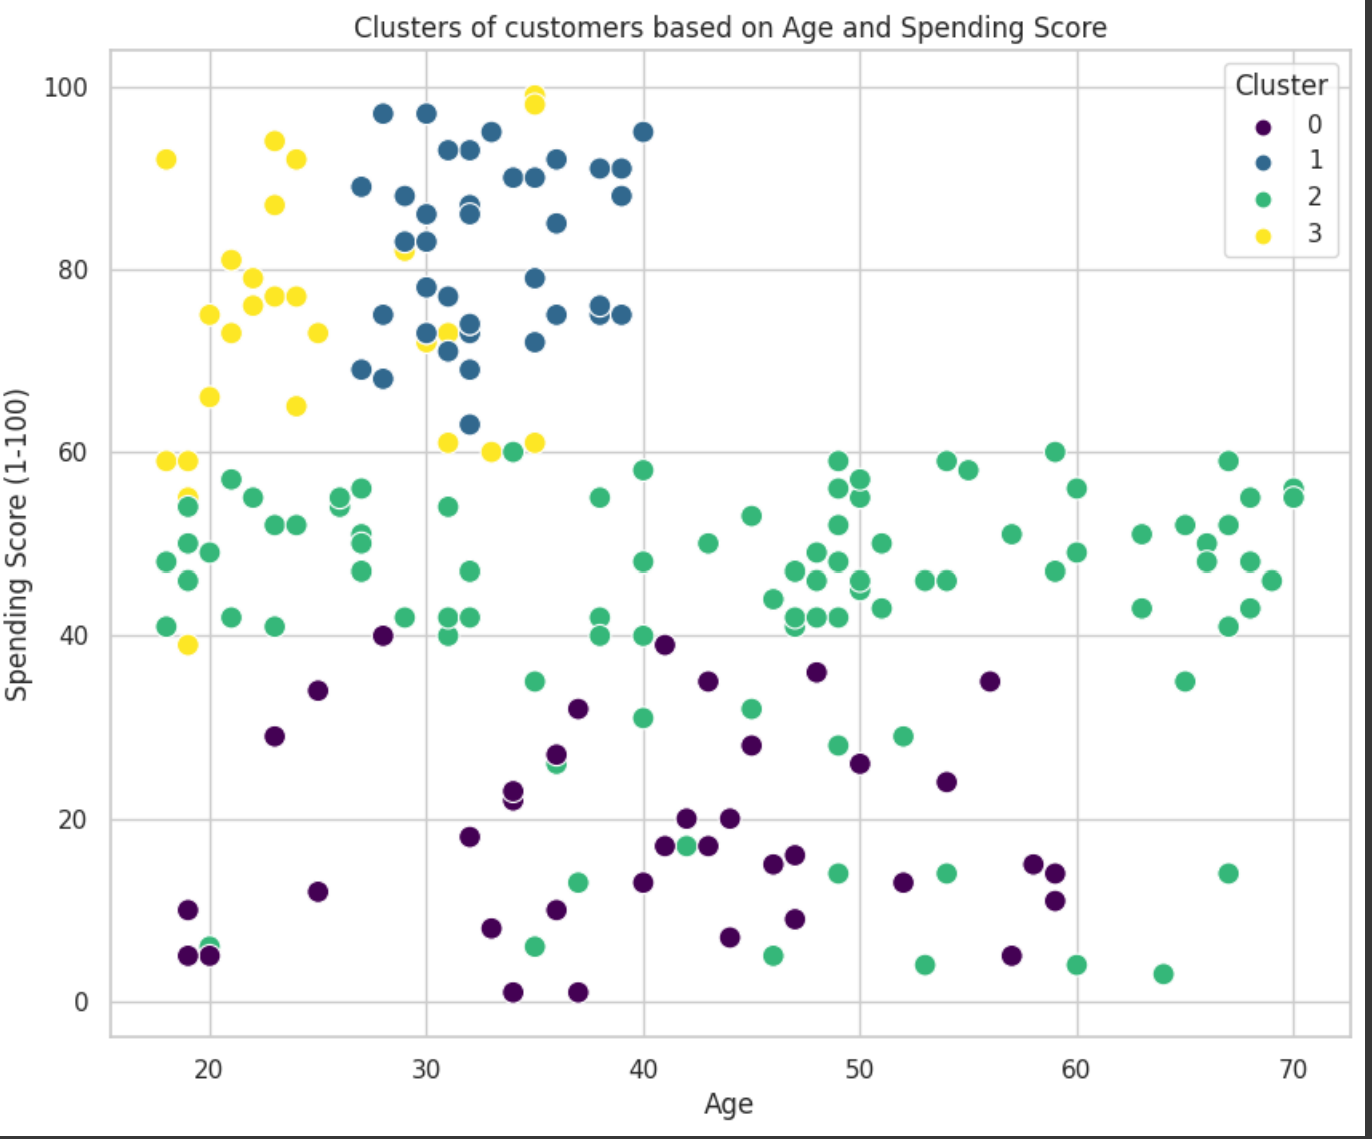 Clusters of customers based on Age and Spending Score
Spending Score (1-100)
100
80
60
40
20
0
Cluster
0
1
2
3
20 30 40 50 60 70
Age